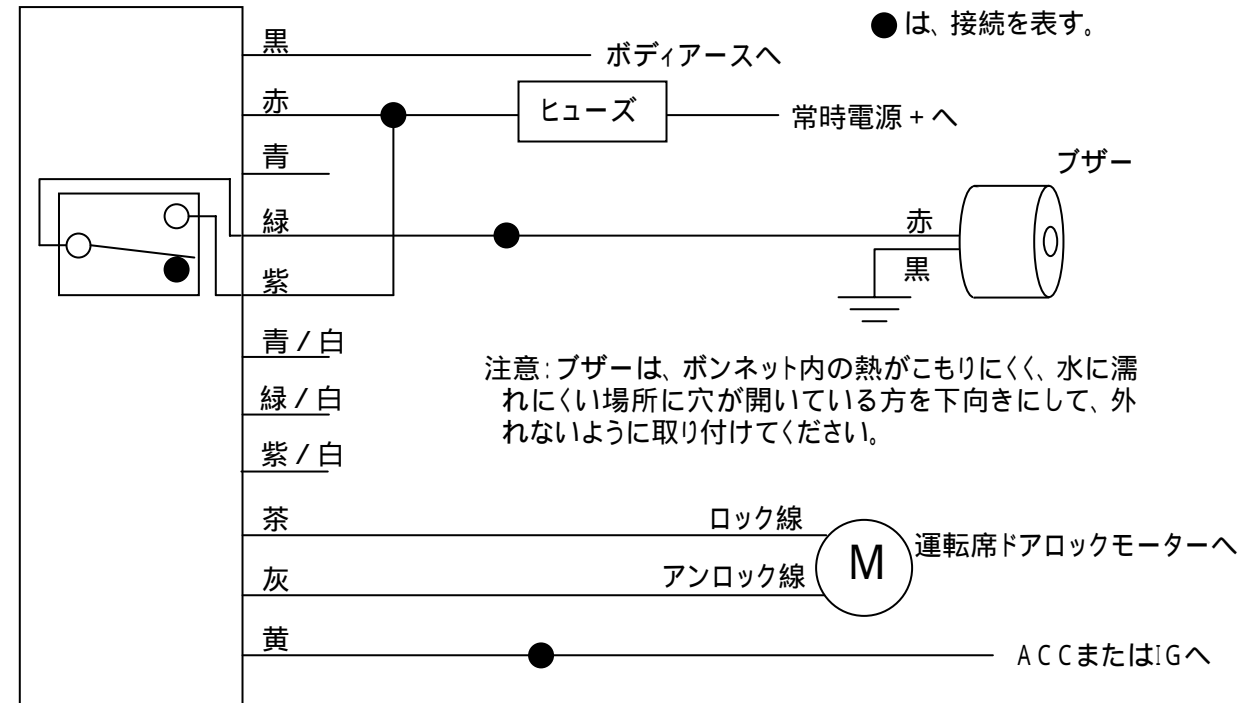 ●は、接続を表す。
黒
ボディアースへ
赤
ヒューズ
常時電源+へ
青
ブザー
緑
赤
黒
紫
青/白
緑/白
紫/白
注意:ブザーは、ボンネット内の熱がこもりにくく、水に濡
れにくい場所に穴が開いている方を下向きにして、外
れないように取り付けてください。
茶
ロック線
M
運転席ドアロックモーターへ
灰
アンロック線
黄
ACCまたはIGへ